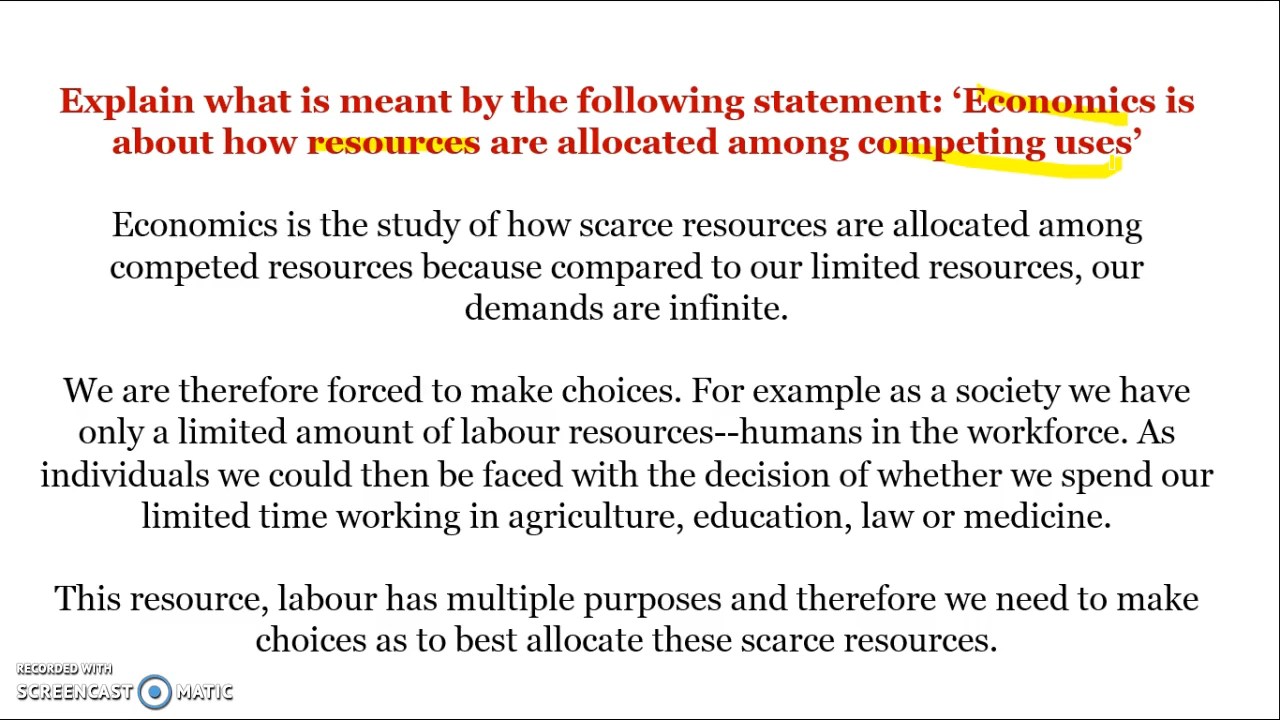 Explain what is meant by the following statement: ‘Economics is
about how resources are allocated among competing uses’
Economics is the study of how scarce resources are allocated among
competed resources because compared to our limited resources, our
demands are infinite.
We are therefore forced to make choices. For example as a society we have
only a limited amount of labour resources--humans in the workforce. As
individuals we could then be faced with the decision of whether we spend our
limited time working in agriculture, education, law or medicine.
This resource, labour has multiple purposes and therefore we need to make
choices as to best allocate these scarce resources.
RECORDED WITH
SCREENCAST MATIC